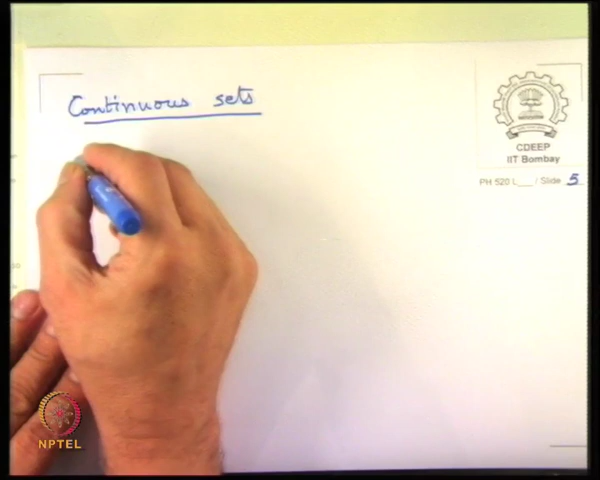 Continuous sets
CDEEP
IIT Bombay
PH 520 L___ / Slide 5
NPTEL